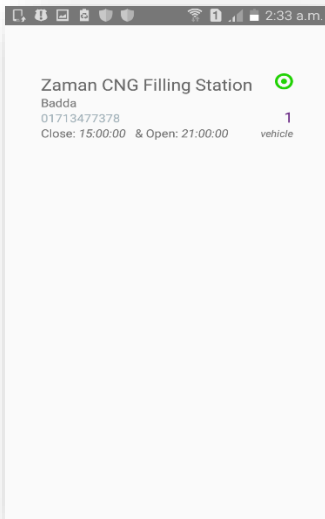 2:33 a.m.
Zaman CNG Filling Station
Badda
01713477378
1
Close: 15:00:00 & Open: 21:00:00
vehicle